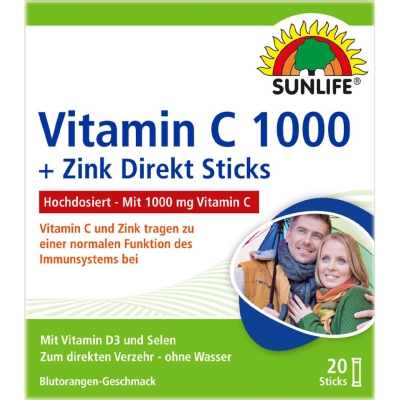 SUNLIFE®
Vitamin C 1000
+ Zink Direkt Sticks
Hochdosiert - Mit 1000 mg Vitamin C
Vitamin C und Zink tragen zu
einer normalen Funktion des
Immunsystems bei
Mit Vitamin D3 und Selen
Zum direkten Verzehr - ohne Wasser
Blutorangen-Geschmack
20
Sticks